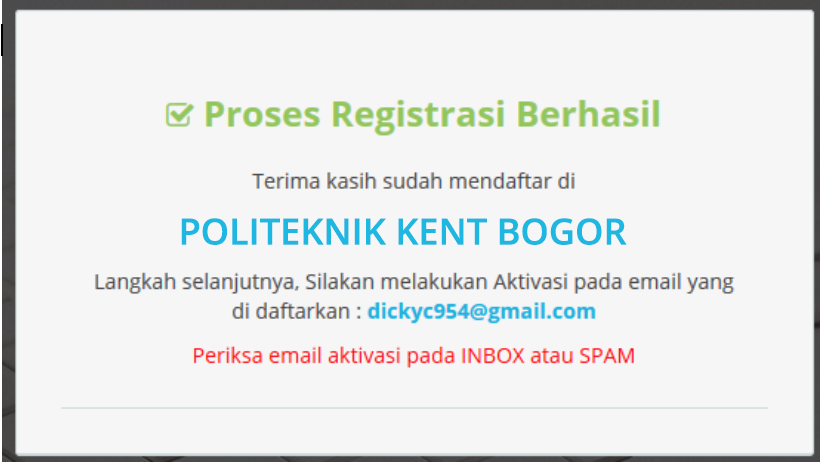 Proses Registrasi Berhasil
Terima kasih sudah mendaftar di
POLITEKNIK KENT BOGOR
Langkah selanjutnya, Silakan melakukan Aktivasi pada email yang
di daftarkan : dickyc954@gmail.com
Periksa email aktivasi pada INBOX atau SPAM